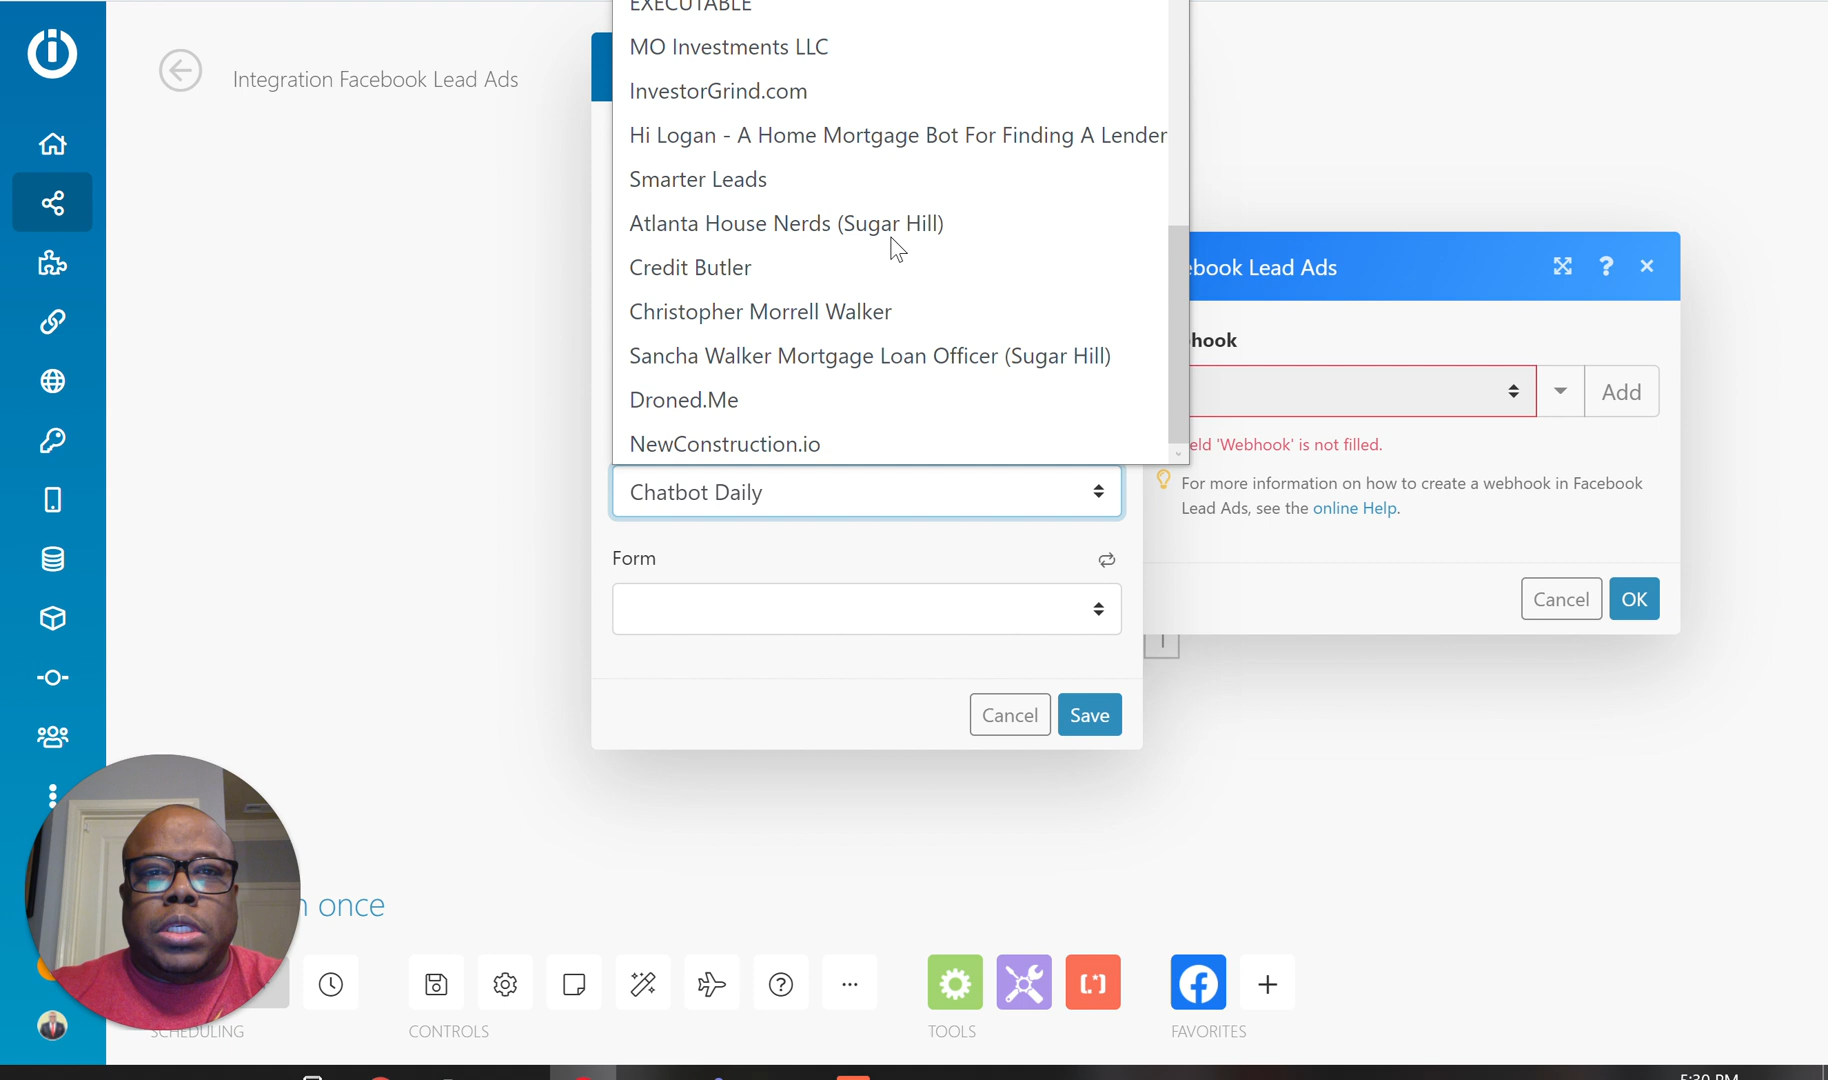 Integration Facebook Lead Ads
EXECUTABLE
MO Investments LLC
InvestorGrind.com
Hi Logan - A Home Mortgage Bot For Finding A Lender
Smarter Leads
Atlanta House Nerds (Sugar Hill)
Credit Butler
Christopher Morrell Walker
Sancha Walker Mortgage Loan Officer (Sugar Hill)
Droned.Me
NewConstruction.io
Chatbot Daily
Form
Cancel
Save
ebook Lead Ads
?
hook
Add
eld 'Webhook' is not filled.
For more information on how to create a webhook in Facebook
Lead Ads, see the online Help.
Cancel
OK
once
SCHEDULING
CONTROLS
TOOLS
FAVORITES
5:30 PM